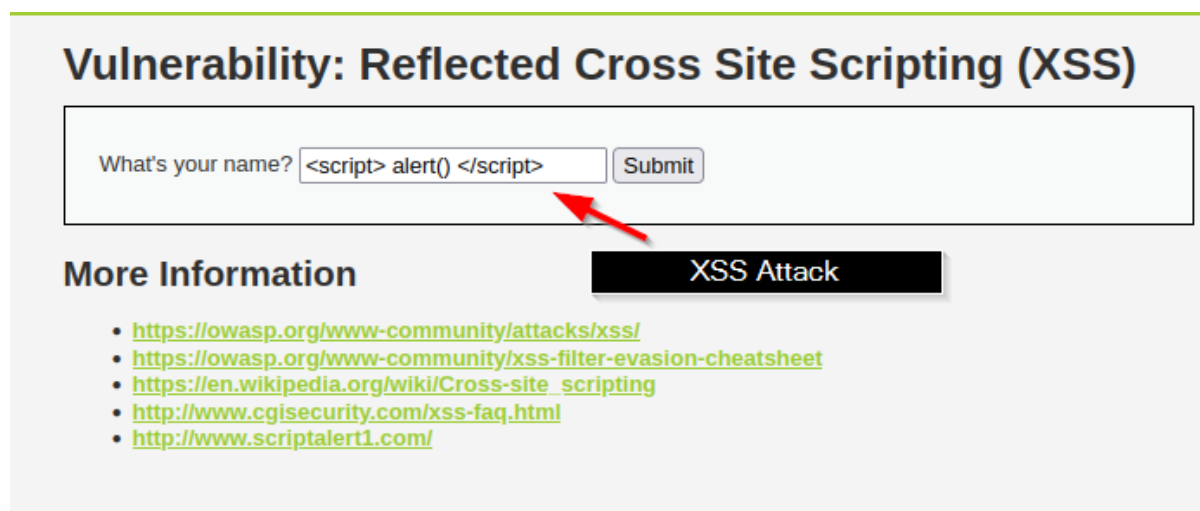 Vulnerability: Reflected Cross Site Scripting (XSS)
What's your name? <script> alert() </script> Submit
XSS Attack
More Information
https://owasp.org/www-community/attacks/xss/
https://owasp.org/www-community/xss-filter-evasion-cheatsheet
https://en.wikipedia.org/wiki/Cross-site_scripting
http://www.cgisecurity.com/xss-faq.html
http://www.scriptalert1.com/